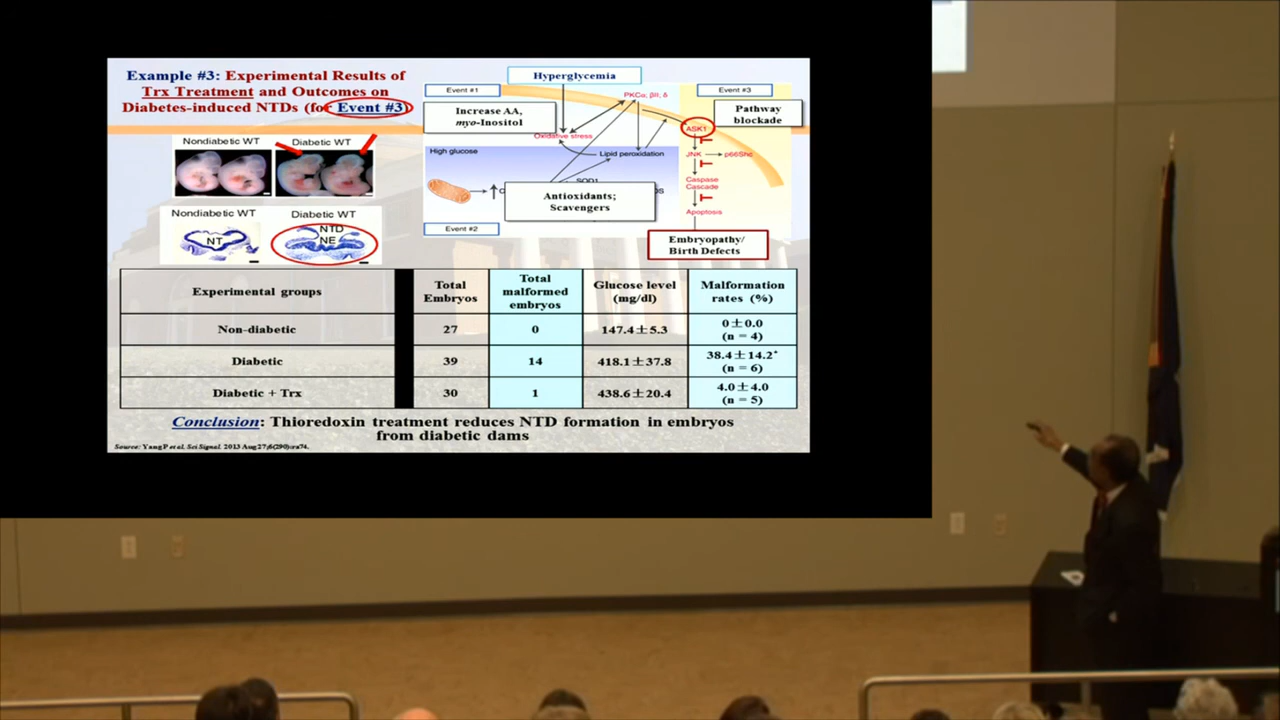 Example #3: Experimental Results of
Trx Treatment and Outcomes on
Diabetes-induced NTDs (for Event #3)
Nondiabetic WT
Diabetic WT
Nondiabetic WT
Diabetic WT
NT
NTD
NE
Hyperglycemia
Event #1
Increase AA,
myo-Inositol
PKCα, βII, δ
Event #3
Pathway
blockade
Oxidative stress
ASK1
High glucose
Lipid peroxidation
JNK
p66Shc
SOD1
Caspase
Cascade
Antioxidants;
Scavengers
Apoptosis
Event #2
Embryopathy/
Birth Defects
Experimental groups
Total
Embryos
Total
malformed
embryos
Glucose level
(mg/dl)
Malformation
rates (%)
Non-diabetic
27
0
147.4±5.3
0±0.0
(n = 4)
Diabetic
39
14
418.1±37.8
38.4±14.2*
(n = 6)
Diabetic + Trx
30
1
438.6±20.4
4.0±4.0
(n = 5)
Conclusion: Thioredoxin treatment reduces NTD formation in embryos
from diabetic dams
Source: Yang P et al. Sci Signal. 2013 Aug 27;6(290):ra74.